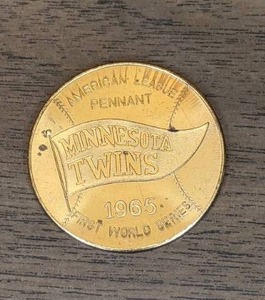 AMERICAN LEAGUE
PENNANT
MINNESOTA
TWINS
1965
FIRST WORLD SERIES